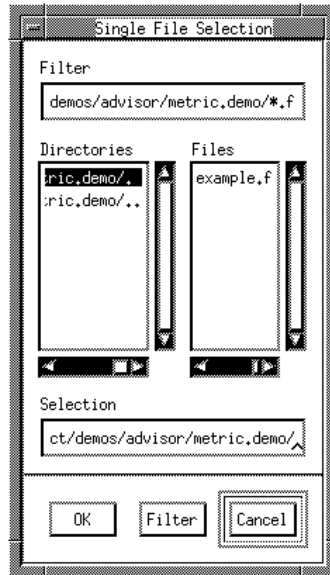 Single File Selection
Filter
demos/advisor/metric.demo/*.f
Directories
Files
ric.demo/.
ric.demo/..
example.f
Selection
ct/demos/advisor/metric.demo/
OK
Filter
Cancel